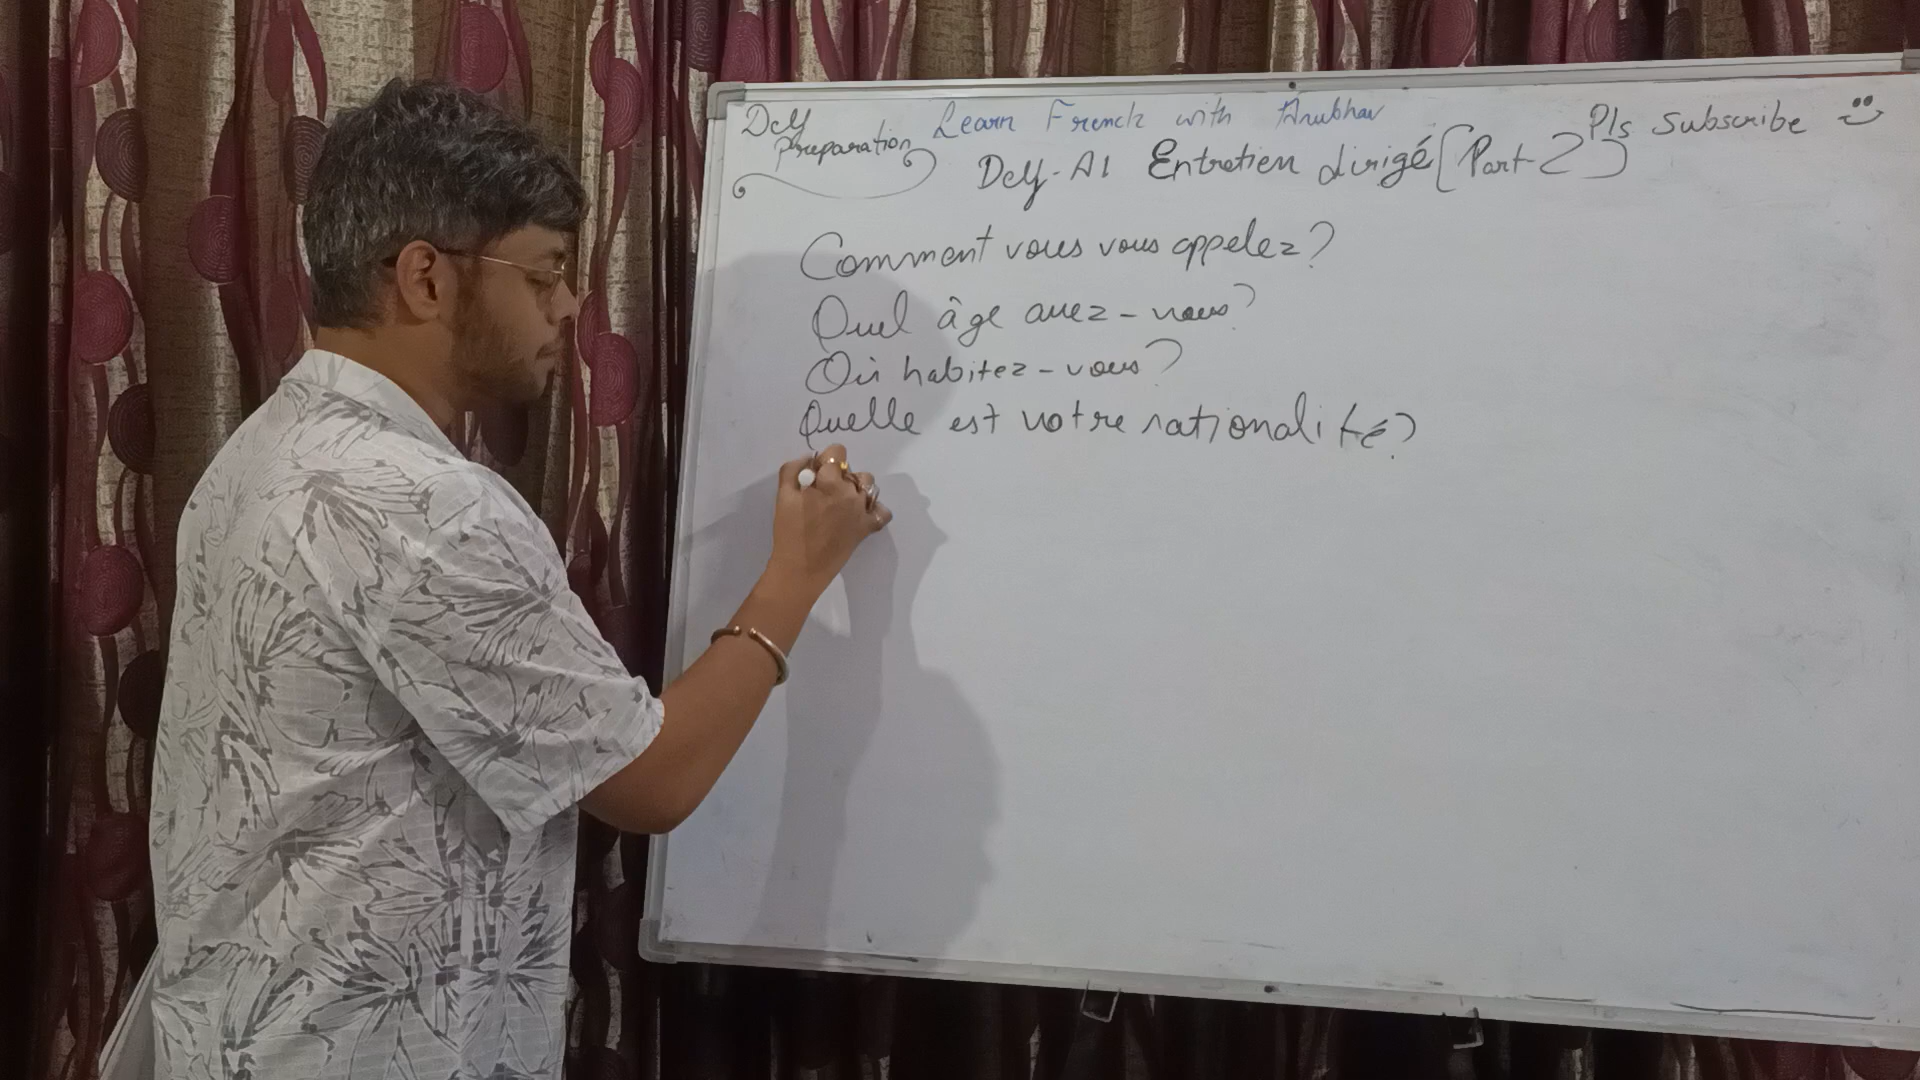 Delf
Preparation
Learn French with Anubhav
Pls Subscribe
Delf-A1 Entretien dirigé [Part-2]
Comment vous vous appelez?
Quel âge avez-vous?
Où habitez-vous?
Quelle est votre nationalité?